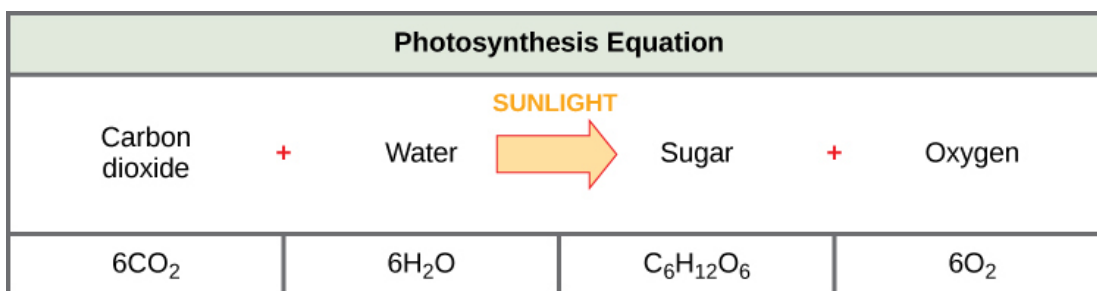 Photosynthesis Equation
SUNLIGHT
Carbon
dioxide
+
Water
Sugar
+
Oxygen
6CO₂
6H₂O
C₆H₁₂O₆
6O₂